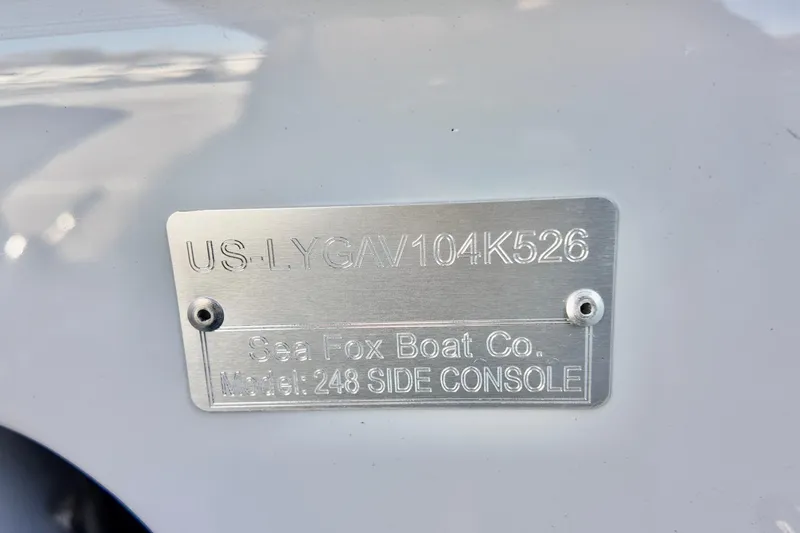 US-LYGAV104K526
Sea Fox Boat Co.
Model: 248 SIDE CONSOLE